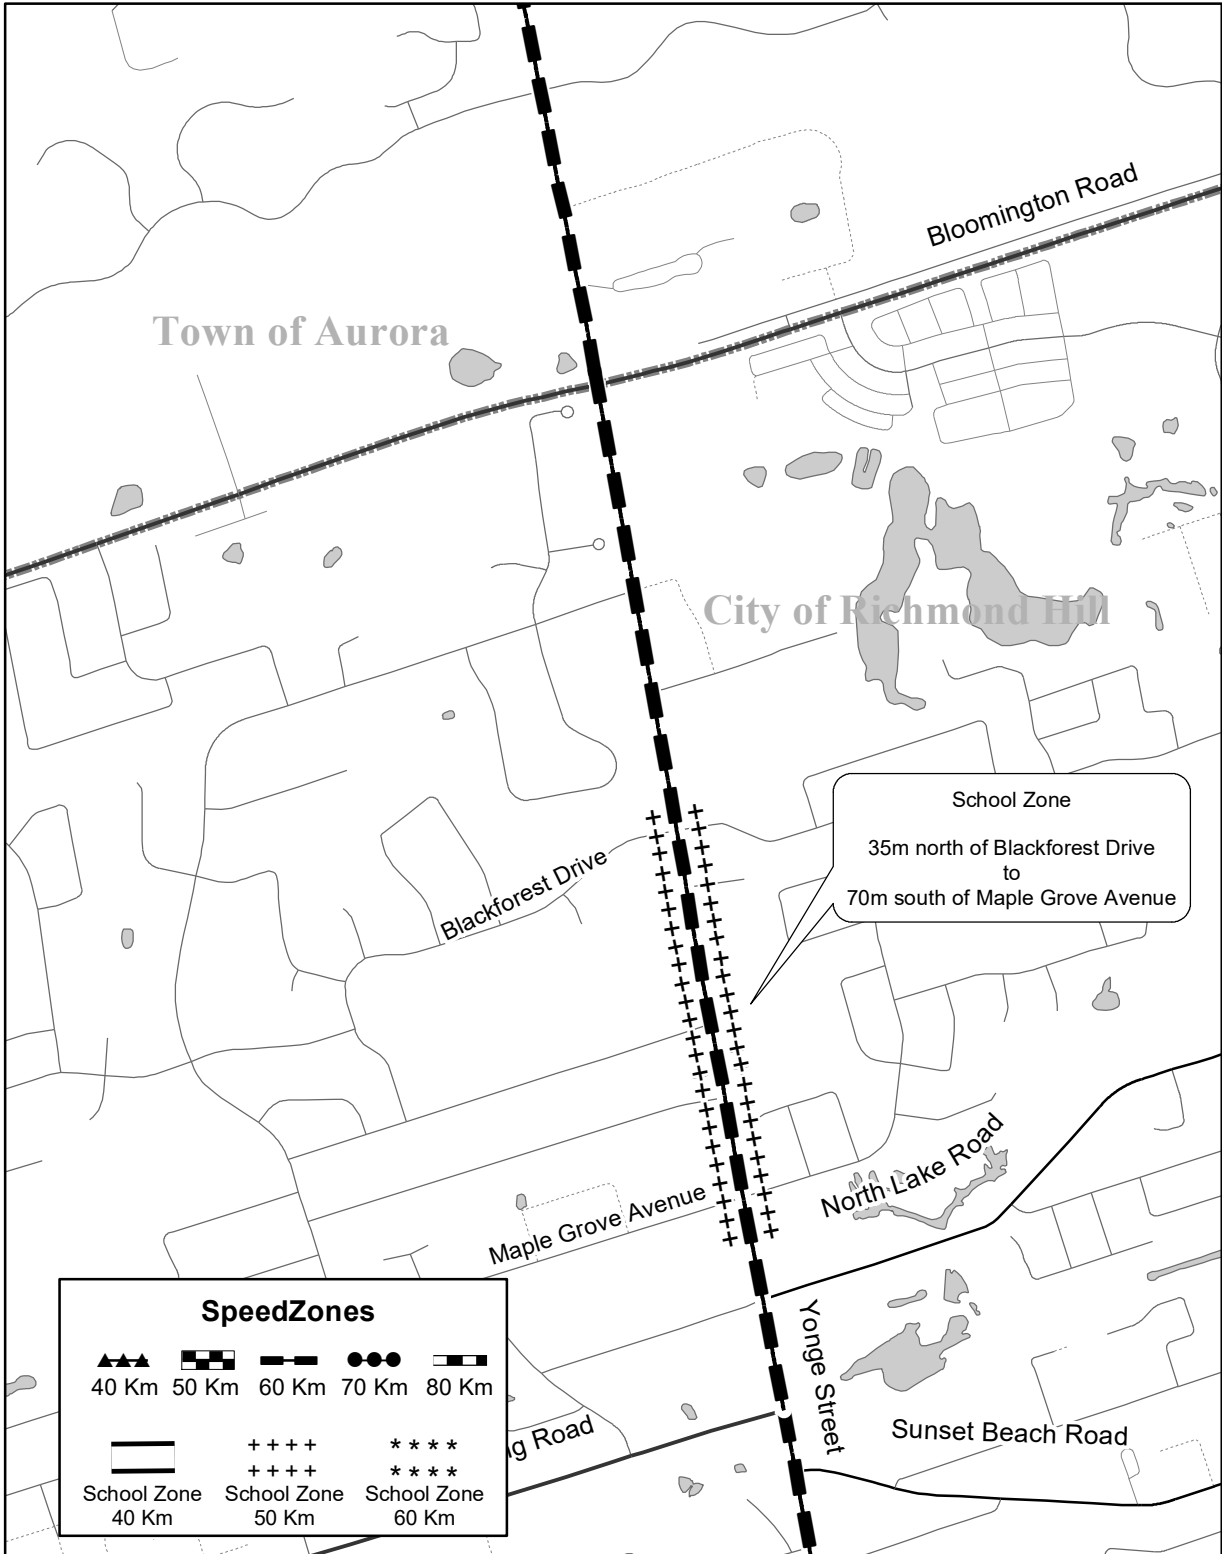 Bloomington Road
Town of Aurora
City of Richmond Hill
School Zone
35m north of Blackforest Drive
to
70m south of Maple Grove Avenue
Blackforest Drive
North Lake Road
Maple Grove Avenue
Yonge Street
Sunset Beach Road
g Road
SpeedZones
40 Km 50 Km 60 Km 70 Km 80 Km
School Zone School Zone School Zone
40 Km 50 Km 60 Km